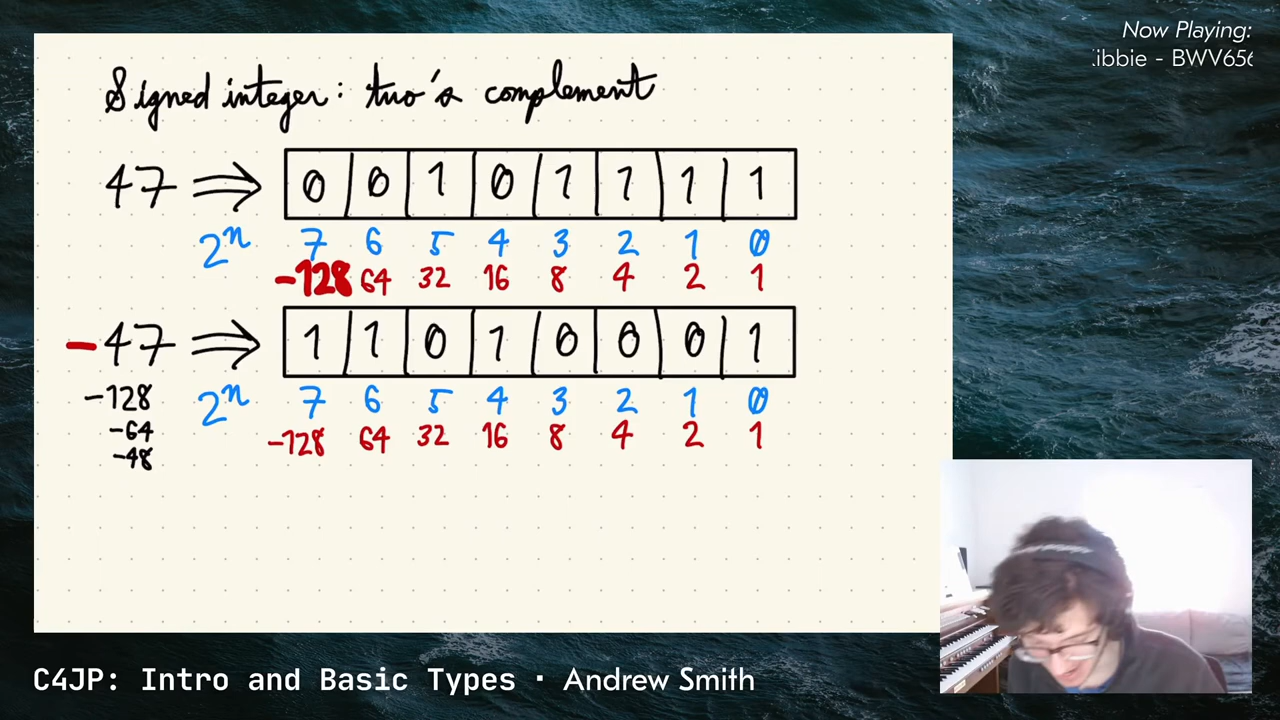 Now Playing:
.ibbie - BWV656
Signed integer: two's complement
47 ⇒ 0 0 1 0 1 1 1 1
2ⁿ 7 6 5 4 3 2 1 0
-128 64 32 16 8 4 2 1
-47 ⇒ 1 1 0 1 0 0 0 1
-128 2ⁿ 7 6 5 4 3 2 1 0
-64 -128 64 32 16 8 4 2 1
-48
C4JP: Intro and Basic Types · Andrew Smith